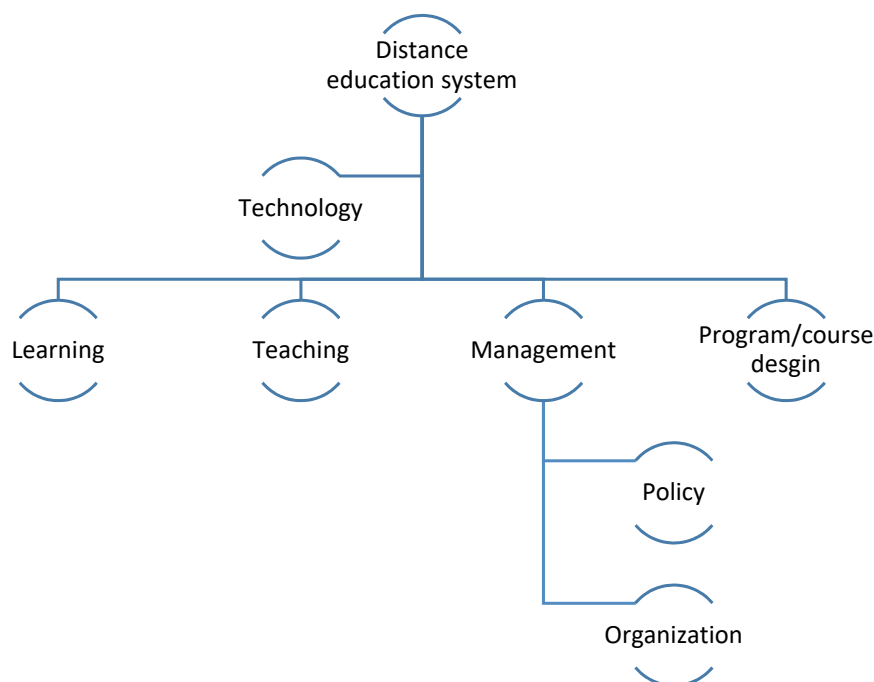 Distance
education system
Technology
Learning
Teaching
Management
Program/course
desgin
Policy
Organization